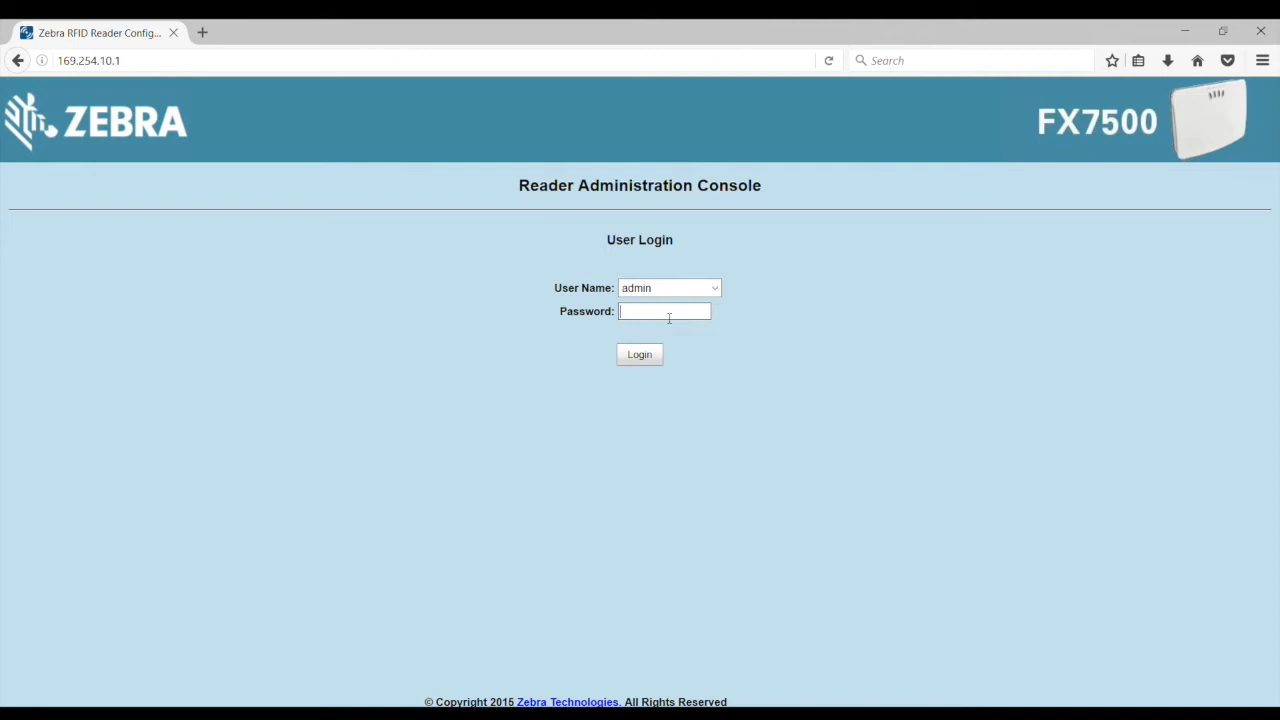 Zebra RFID Reader Config...
169.254.10.1
Search
ZEBRA
FX7500
Reader Administration Console
User Login
User Name: admin
Password:
Login
© Copyright 2015 Zebra Technologies. All Rights Reserved